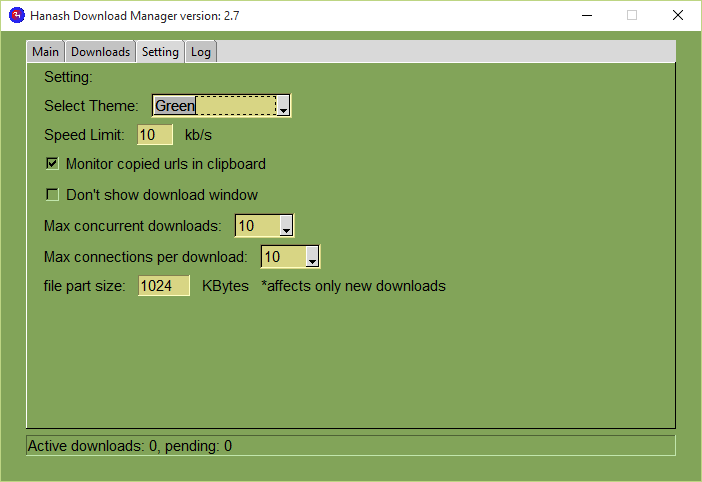 Hanash Download Manager version: 2.7
Main Downloads Setting Log
Setting:
Select Theme: Green
Speed Limit: 10 kb/s
Monitor copied urls in clipboard
Don't show download window
Max concurrent downloads: 10
Max connections per download: 10
file part size: 1024 KBytes *affects only new downloads
Active downloads: 0, pending: 0